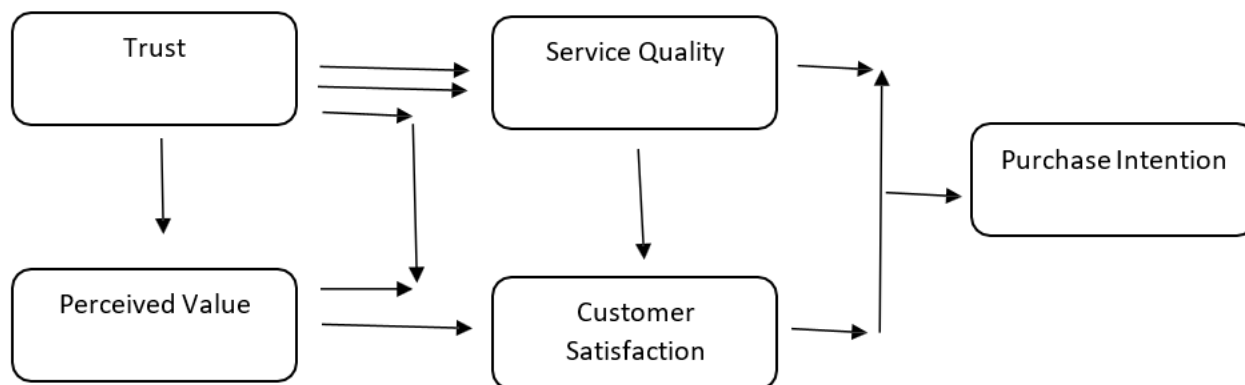 Trust
Service Quality
Purchase Intention
Perceived Value
Customer
Satisfaction